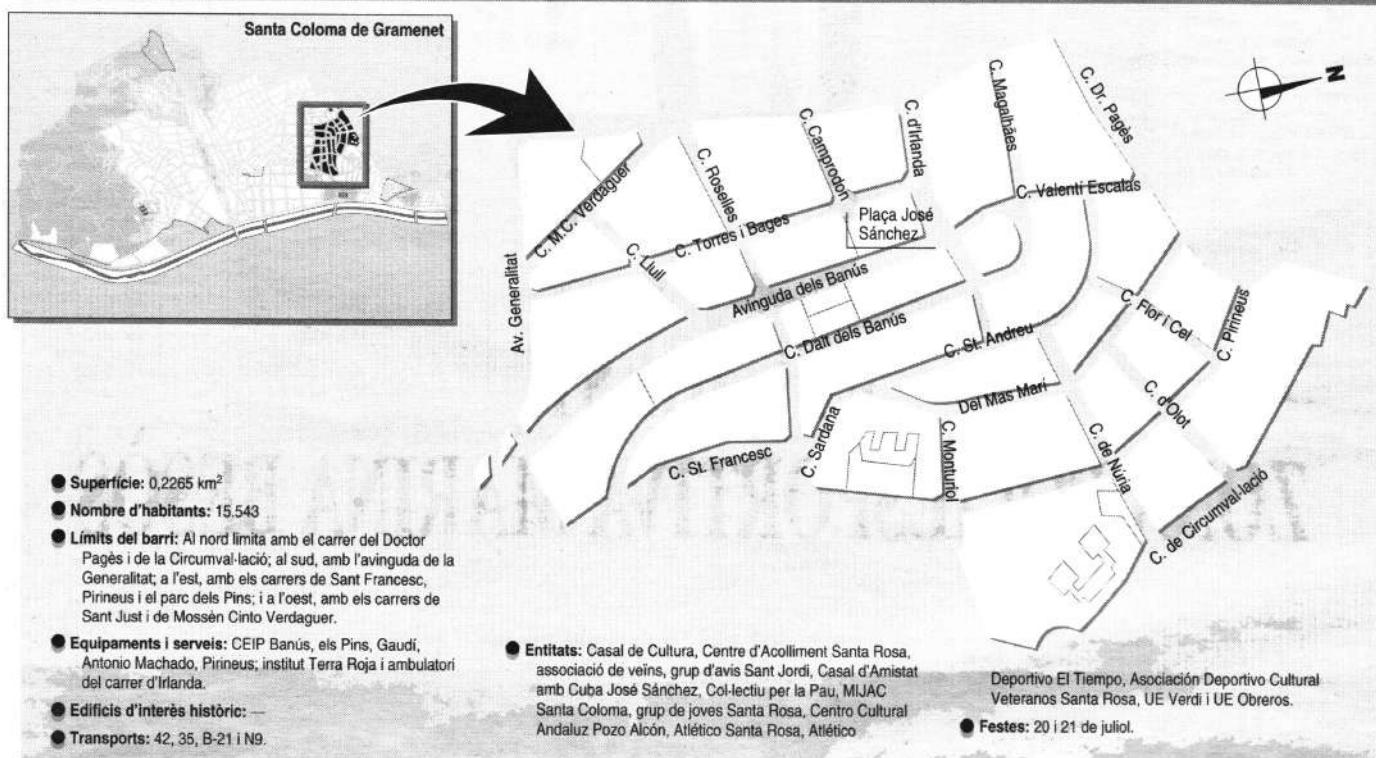 Santa Coloma de Gramenet
N
C. M.C. Verdaguer
C. Roselles
C. Camprodon
C. d'Irlanda
C. Magalhães
C. Dr. Pagès
C. Valentí Escalas
Plaça José
Sánchez
C. Torres i Bages
C. Llull
Av. Generalitat
Avinguda dels Banús
C. Dalt dels Banús
C. St. Andreu
C. Flor i Cel
C. Pirineus
Del Mas Marí
C. d'Olot
C. Sardana
C. Monturiol
C. de Núria
C. St. Francesc
C. de Circumval·lació
● Superfície: 0,2265 km²
● Nombre d'habitants: 15.543
● Límits del barri: Al nord limita amb el carrer del Doctor
Pagès i de la Circumval·lació; al sud, amb l'avinguda de la
Generalitat; a l'est, amb els carrers de Sant Francesc,
Pirineus i el parc dels Pins; i a l'oest, amb els carrers de
Sant Just i de Mossèn Cinto Verdaguer.
● Equipaments i serveis: CEIP Banús, els Pins, Gaudí,
Antonio Machado, Pirineus; institut Terra Roja i ambulatori
del carrer d'Irlanda.
● Edificis d'interès històric: —
● Transports: 42, 35, B-21 i N9.
● Entitats: Casal de Cultura, Centre d'Acolliment Santa Rosa,
associació de veïns, grup d'avis Sant Jordi, Casal d'Amistat
amb Cuba José Sánchez, Col·lectiu per la Pau, MIJAC
Santa Coloma, grup de joves Santa Rosa, Centro Cultural
Andaluz Pozo Alcón, Atlético Santa Rosa, Atlético
Deportivo El Tiempo, Asociación Deportivo Cultural
Veteranos Santa Rosa, UE Verdi i UE Obreros.
● Festes: 20 i 21 de juliol.